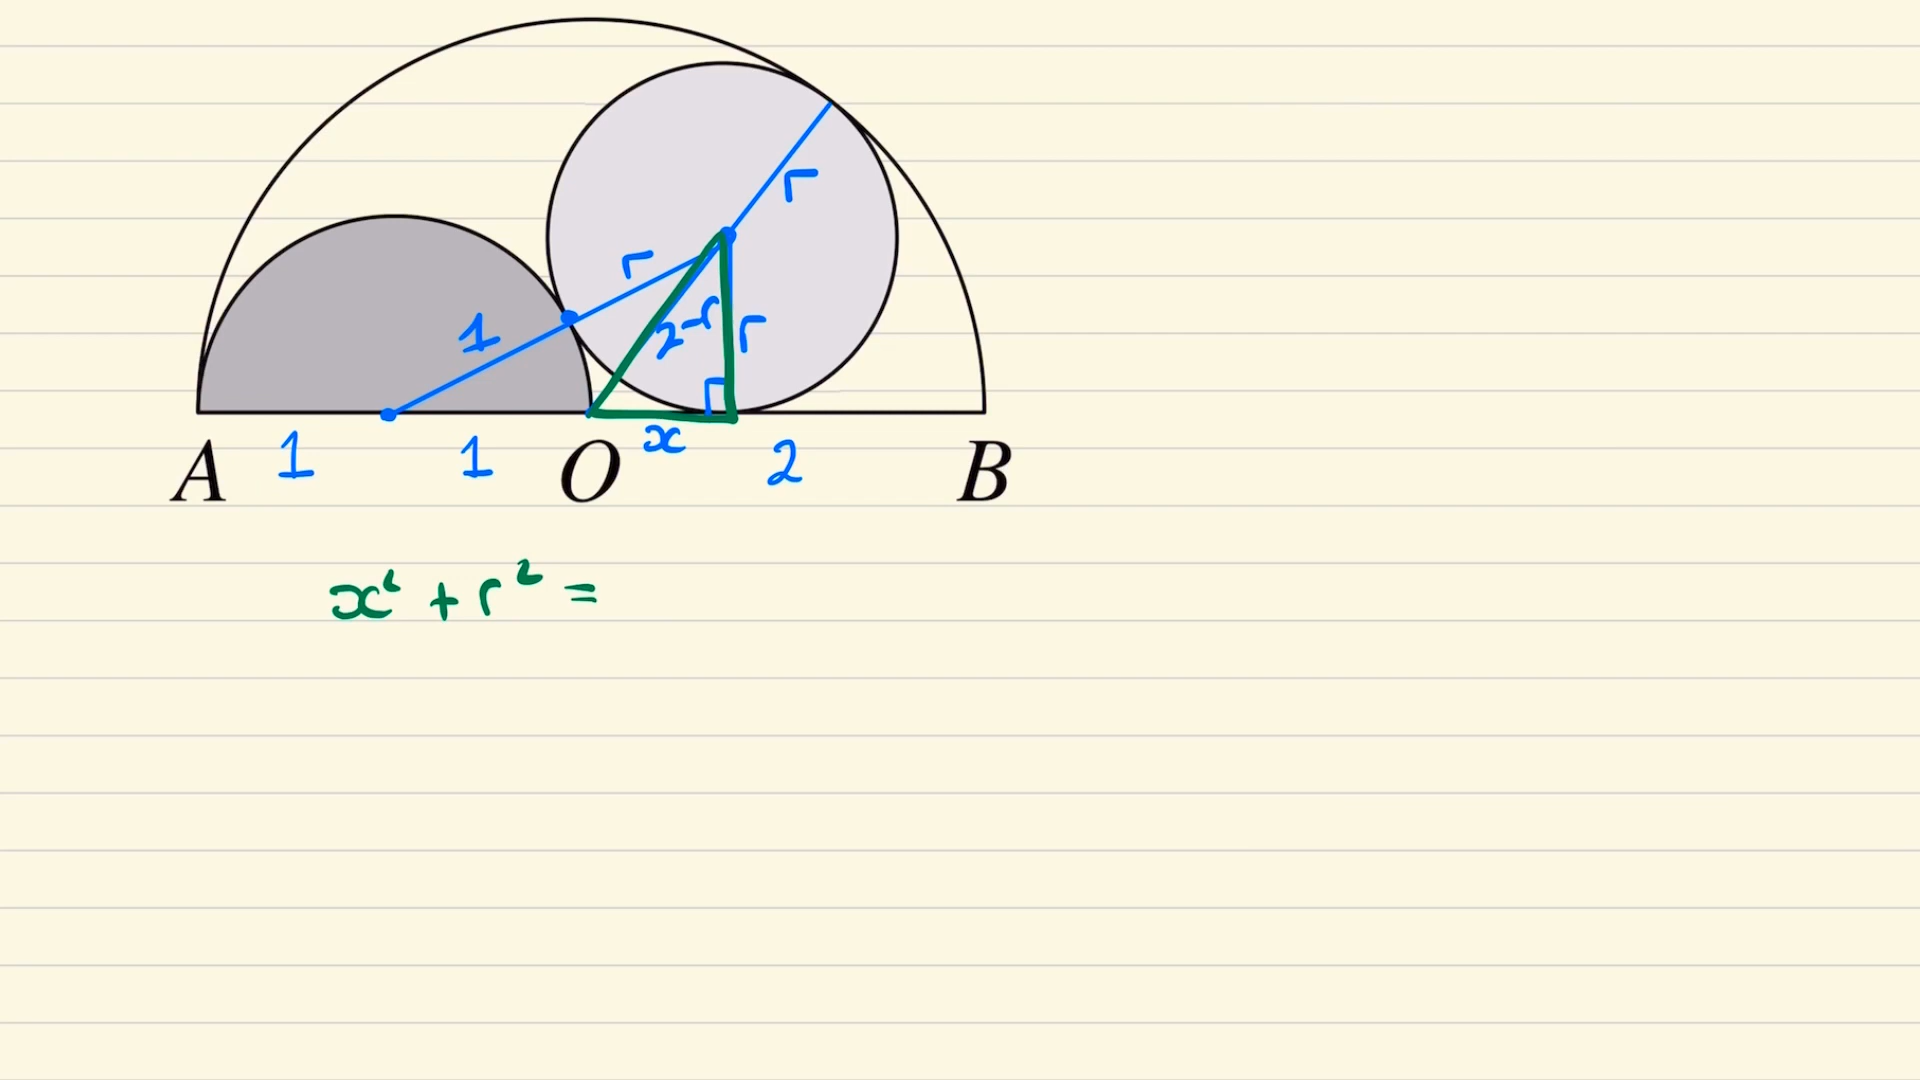 r
r
1
2-r
r
x
A 1 1 O 2 B
x² + r² =